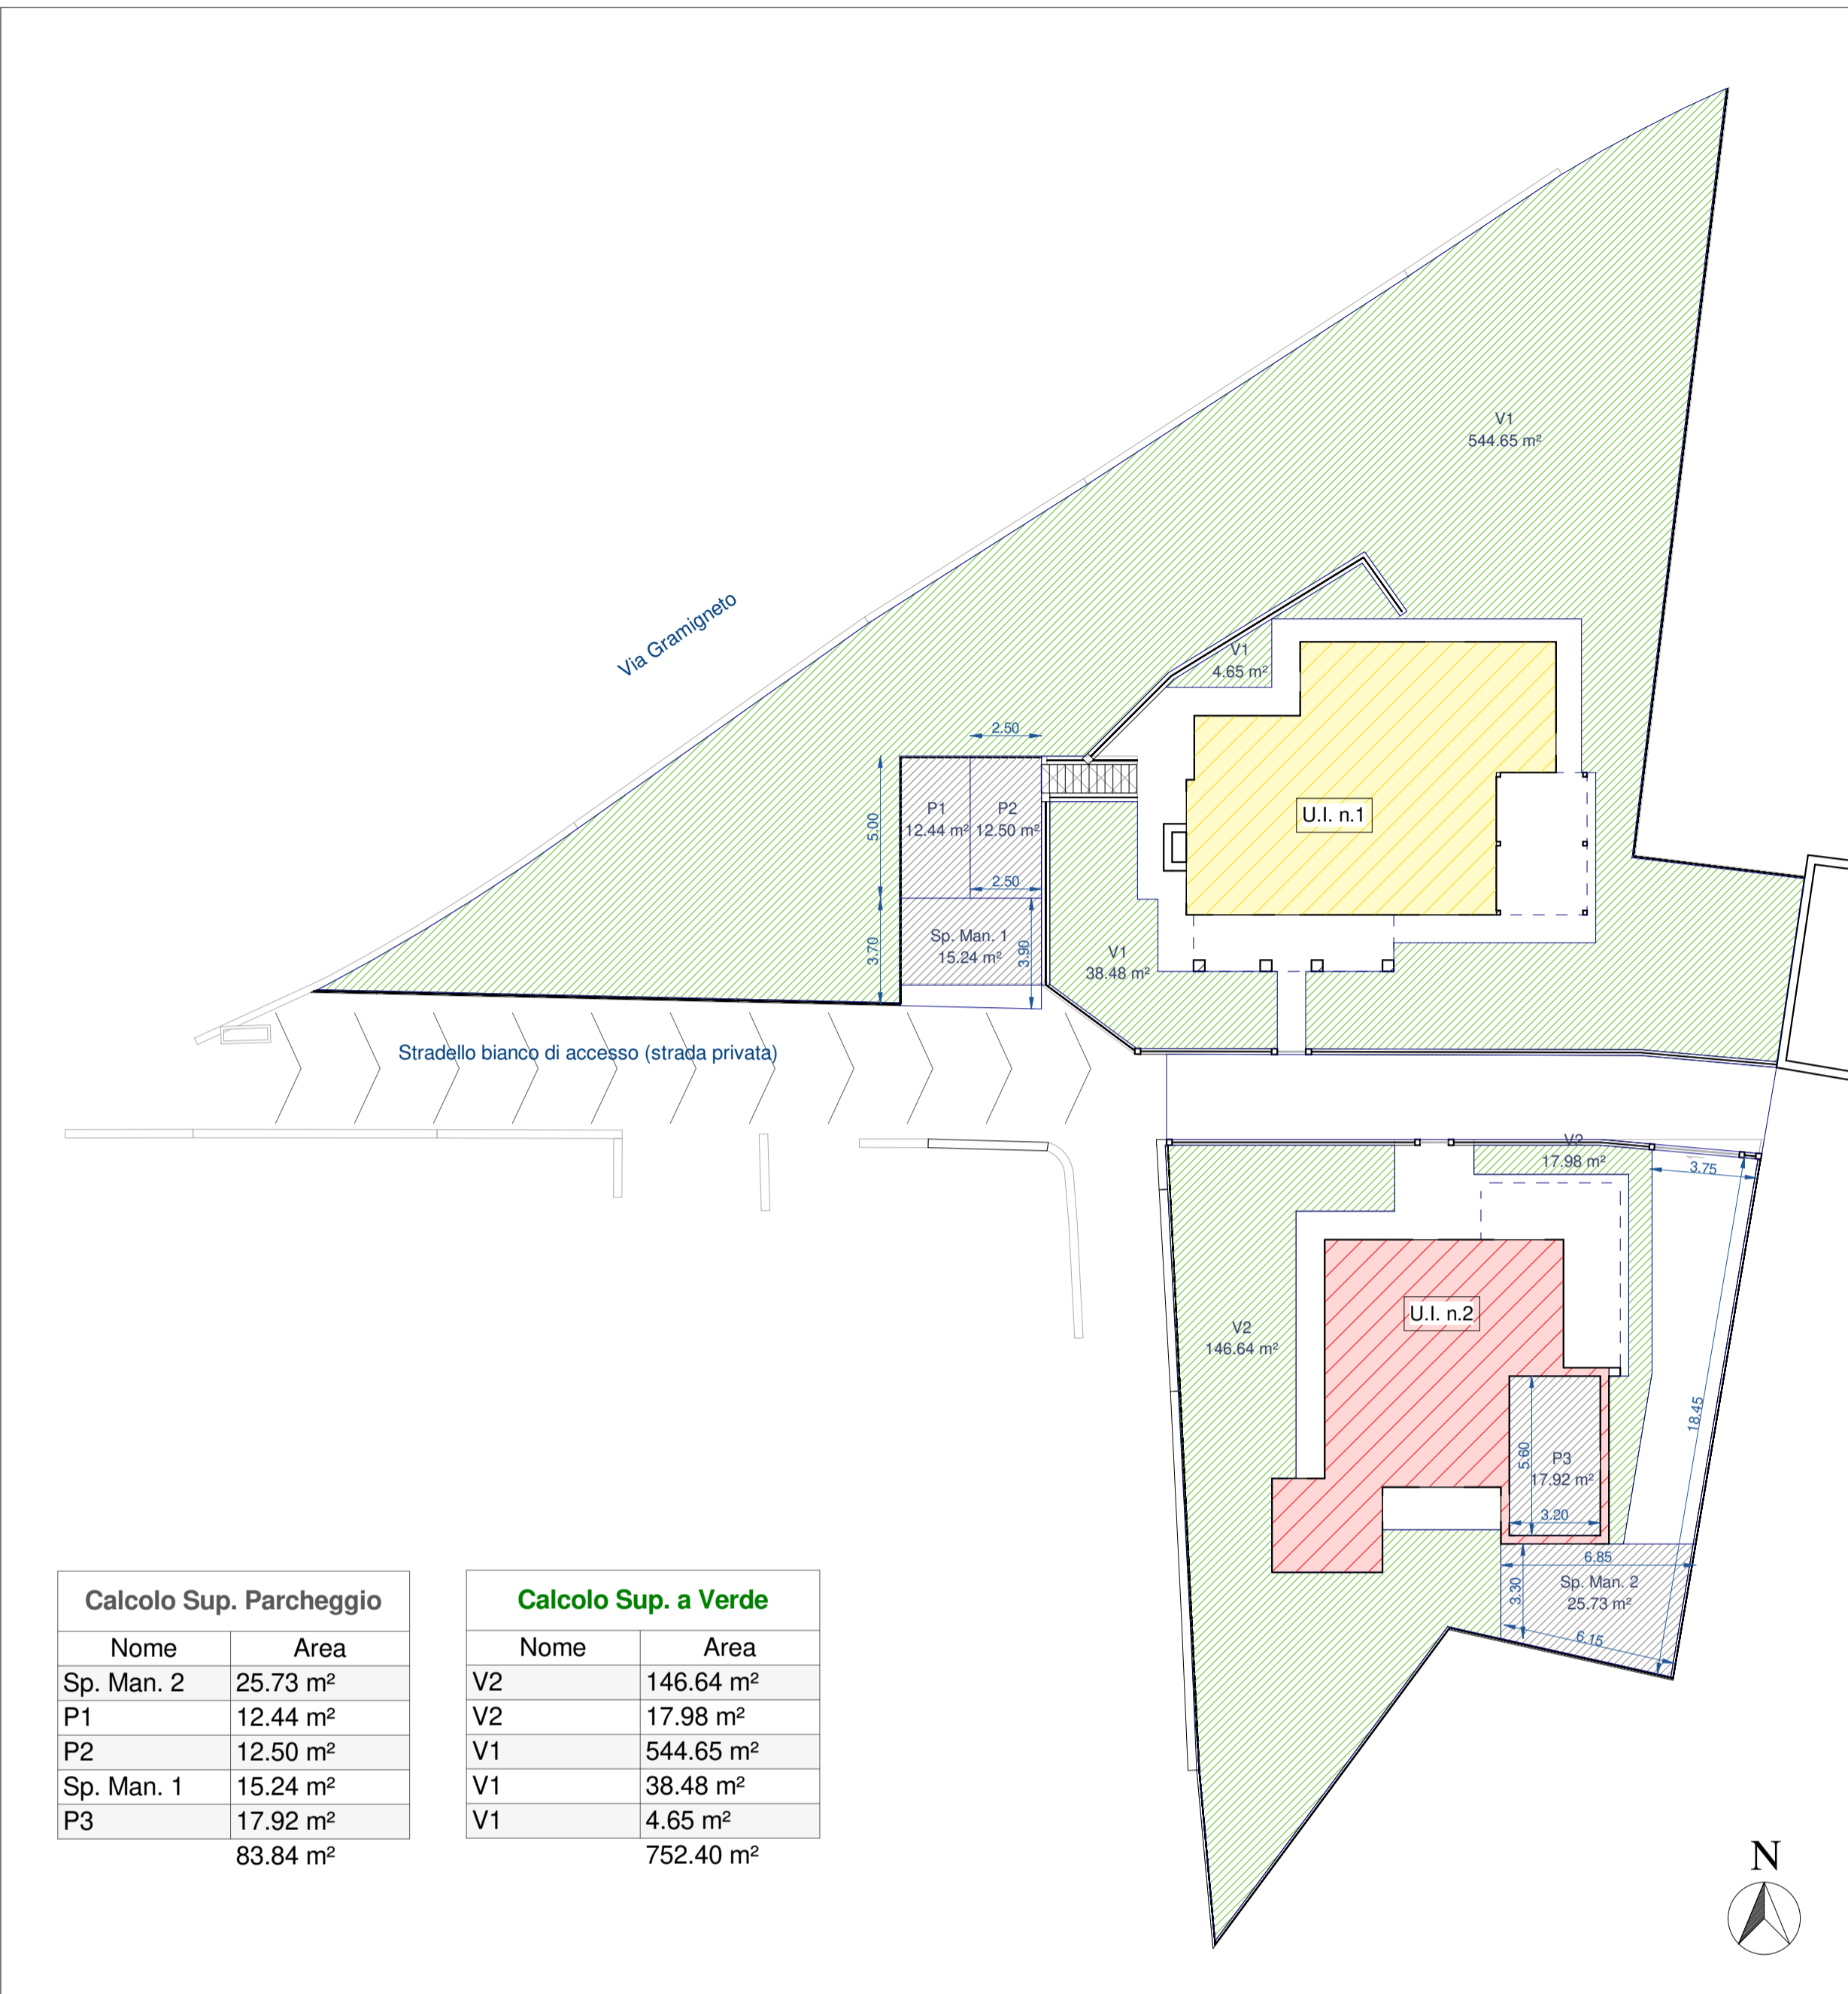 V1
544.65 m²
Via Gramigneto
V1
4.65 m²
2.50
5.00
P1
12.44 m²
P2
12.50 m²
2.50
U.I. n.1
3.70
Sp. Man. 1
15.24 m²
3.90
V1
38.48 m²
Stradello bianco di accesso (strada privata)
V2
17.98 m²
3.75
U.I. n.2
V2
146.64 m²
18.45
5.60
P3
17.92 m²
3.20
6.85
3.30
Sp. Man. 2
25.73 m²
6.15
Calcolo Sup. Parcheggio
Nome Area
Sp. Man. 2 25.73 m²
P1 12.44 m²
P2 12.50 m²
Sp. Man. 1 15.24 m²
P3 17.92 m²
83.84 m²
Calcolo Sup. a Verde
Nome Area
V2 146.64 m²
V2 17.98 m²
V1 544.65 m²
V1 38.48 m²
V1 4.65 m²
752.40 m²
N